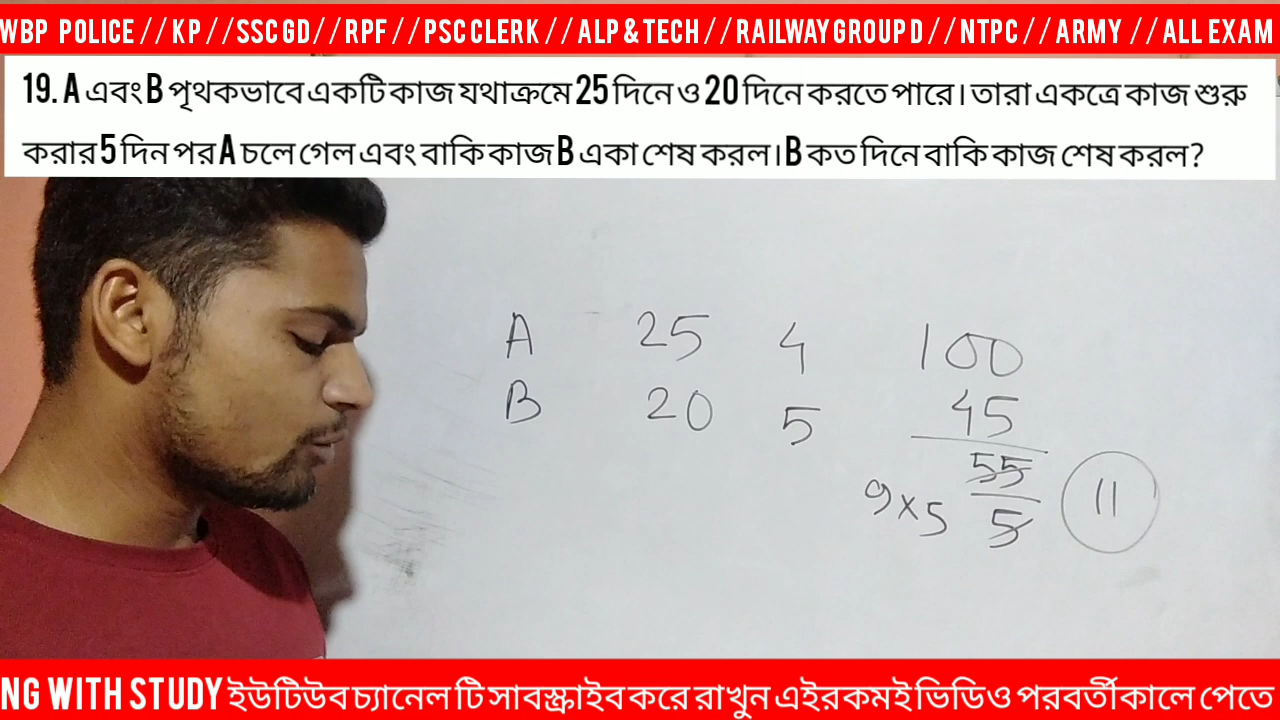 WBP POLICE // KP // SSC GD // RPF // PSC CLERK // ALP & TECH // RAILWAY GROUP D // NTPC // ARMY // ALL EXAM
19. A এবং B পৃথকভাবে একটি কাজ যথাক্রমে 25 দিনে ও 20 দিনে করতে পারে। তারা একত্রে কাজ শুরু
করার 5 দিন পর A চলে গেল এবং বাকি কাজ B একা শেষ করল। B কত দিনে বাকি কাজ শেষ করল?
A 25 4 100
B 20 5 45
55
9 x 5 5 11
NG WITH STUDY ইউটিউব চ্যানেল টি সাবস্ক্রাইব করে রাখুন এইরকমই ভিডিও পরবর্তীকালে পেতে